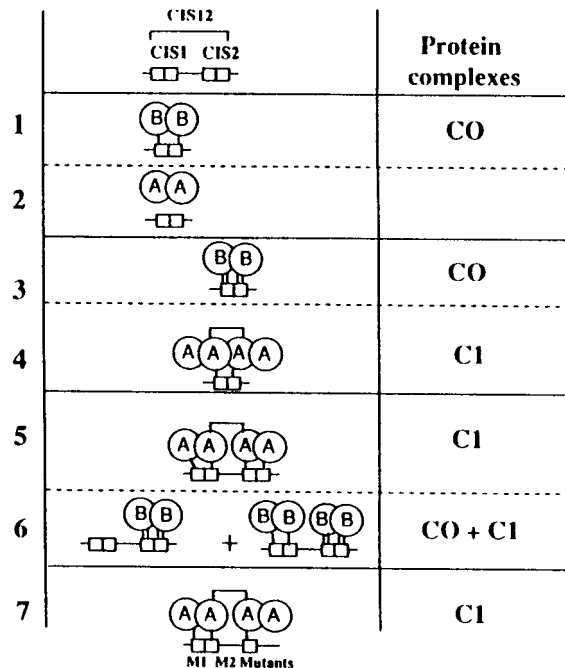 CIS12
CIS1 CIS2
Protein
complexes
1 B B CO
2 A A
3 B B CO
4 A A A A C1
5 A A A A C1
6 B B + B B B B CO + C1
7 A A A A C1
M1 M2 Mutants